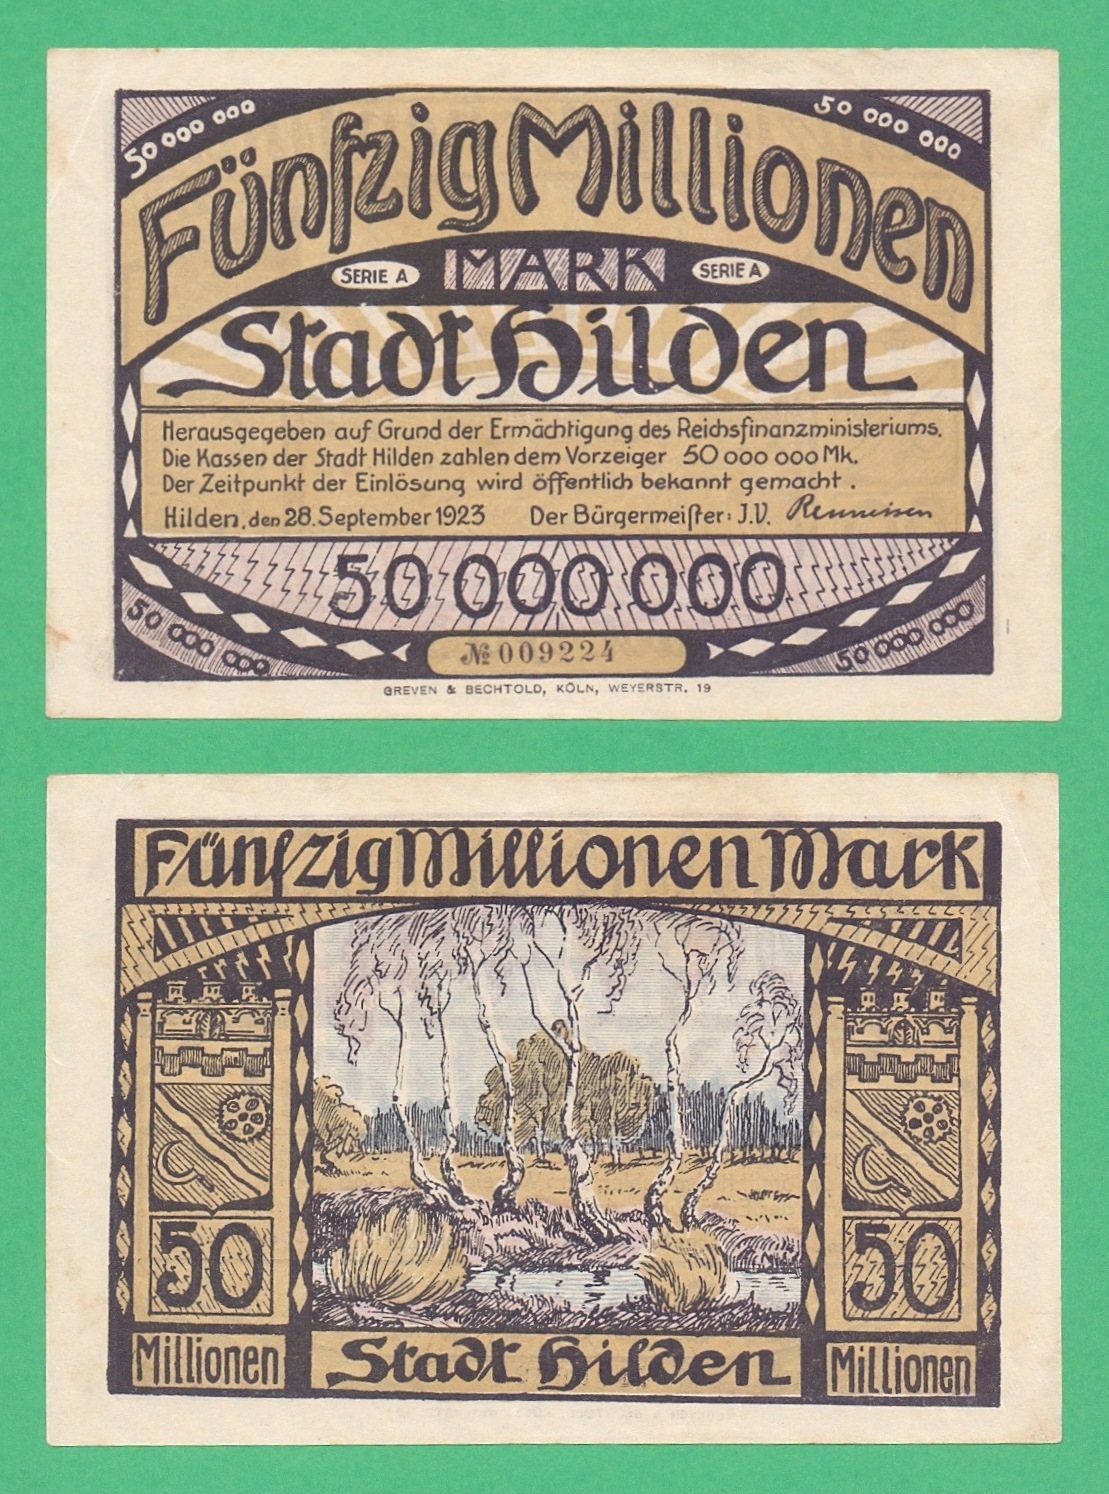 50 000 000
50 000 000
Fünfzig Millionen
SERIE A
MARK
SERIE A
Stadt Hilden
Herausgegeben auf Grund der Ermächtigung des Reichsfinanzministeriums.
Die Kassen der Stadt Hilden zahlen dem Vorzeiger 50 000 000 Mk.
Der Zeitpunkt der Einlösung wird öffentlich bekannt gemacht.
Hilden, den 28. September 1923 Der Bürgermeiſter: J.V. Renneisen
50 000 000
50 000 000
50 000 000
№ 009224
GREVEN & BECHTOLD, KÖLN, WEYERSTR. 19
Fünfzig Millionen Mark
50
50
Millionen
Stadt Hilden
Millionen